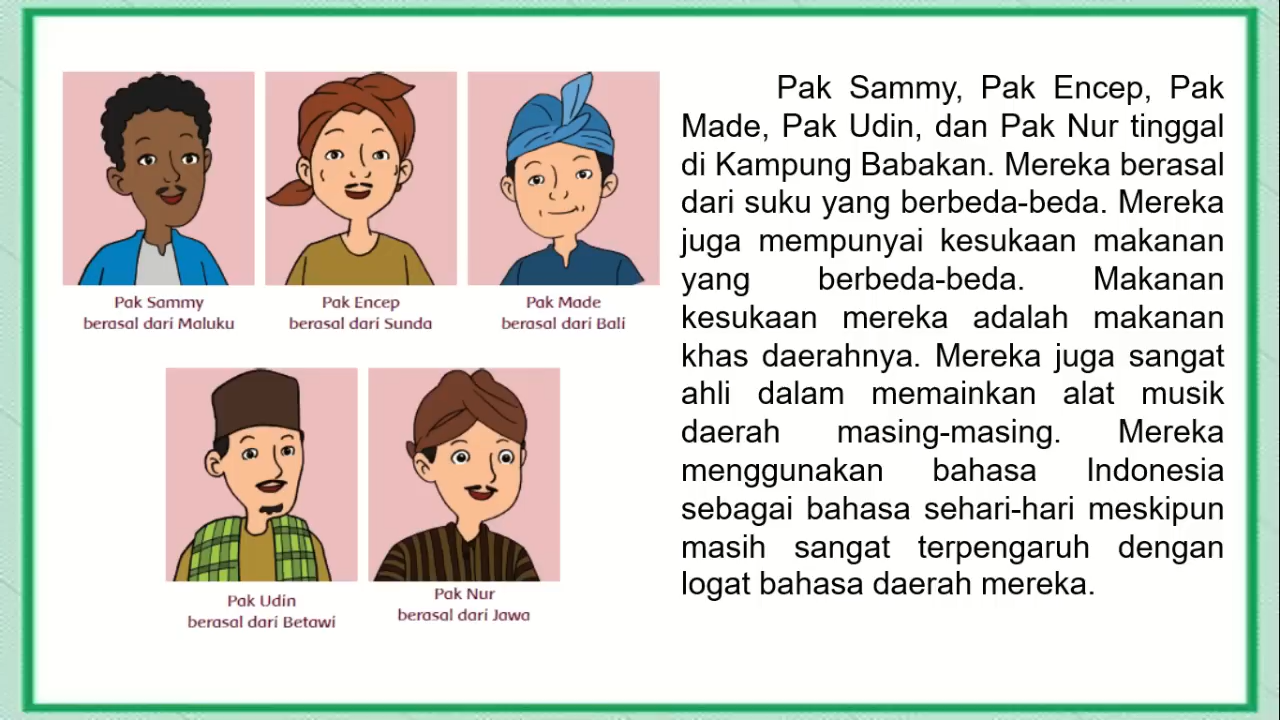 Pak Sammy
berasal dari Maluku
Pak Encep
berasal dari Sunda
Pak Made
berasal dari Bali
Pak Udin
berasal dari Betawi
Pak Nur
berasal dari Jawa
Pak Sammy, Pak Encep, Pak
Made, Pak Udin, dan Pak Nur tinggal
di Kampung Babakan. Mereka berasal
dari suku yang berbeda-beda. Mereka
juga mempunyai kesukaan makanan
yang berbeda-beda. Makanan
kesukaan mereka adalah makanan
khas daerahnya. Mereka juga sangat
ahli dalam memainkan alat musik
daerah masing-masing. Mereka
menggunakan bahasa Indonesia
sebagai bahasa sehari-hari meskipun
masih sangat terpengaruh dengan
logat bahasa daerah mereka.